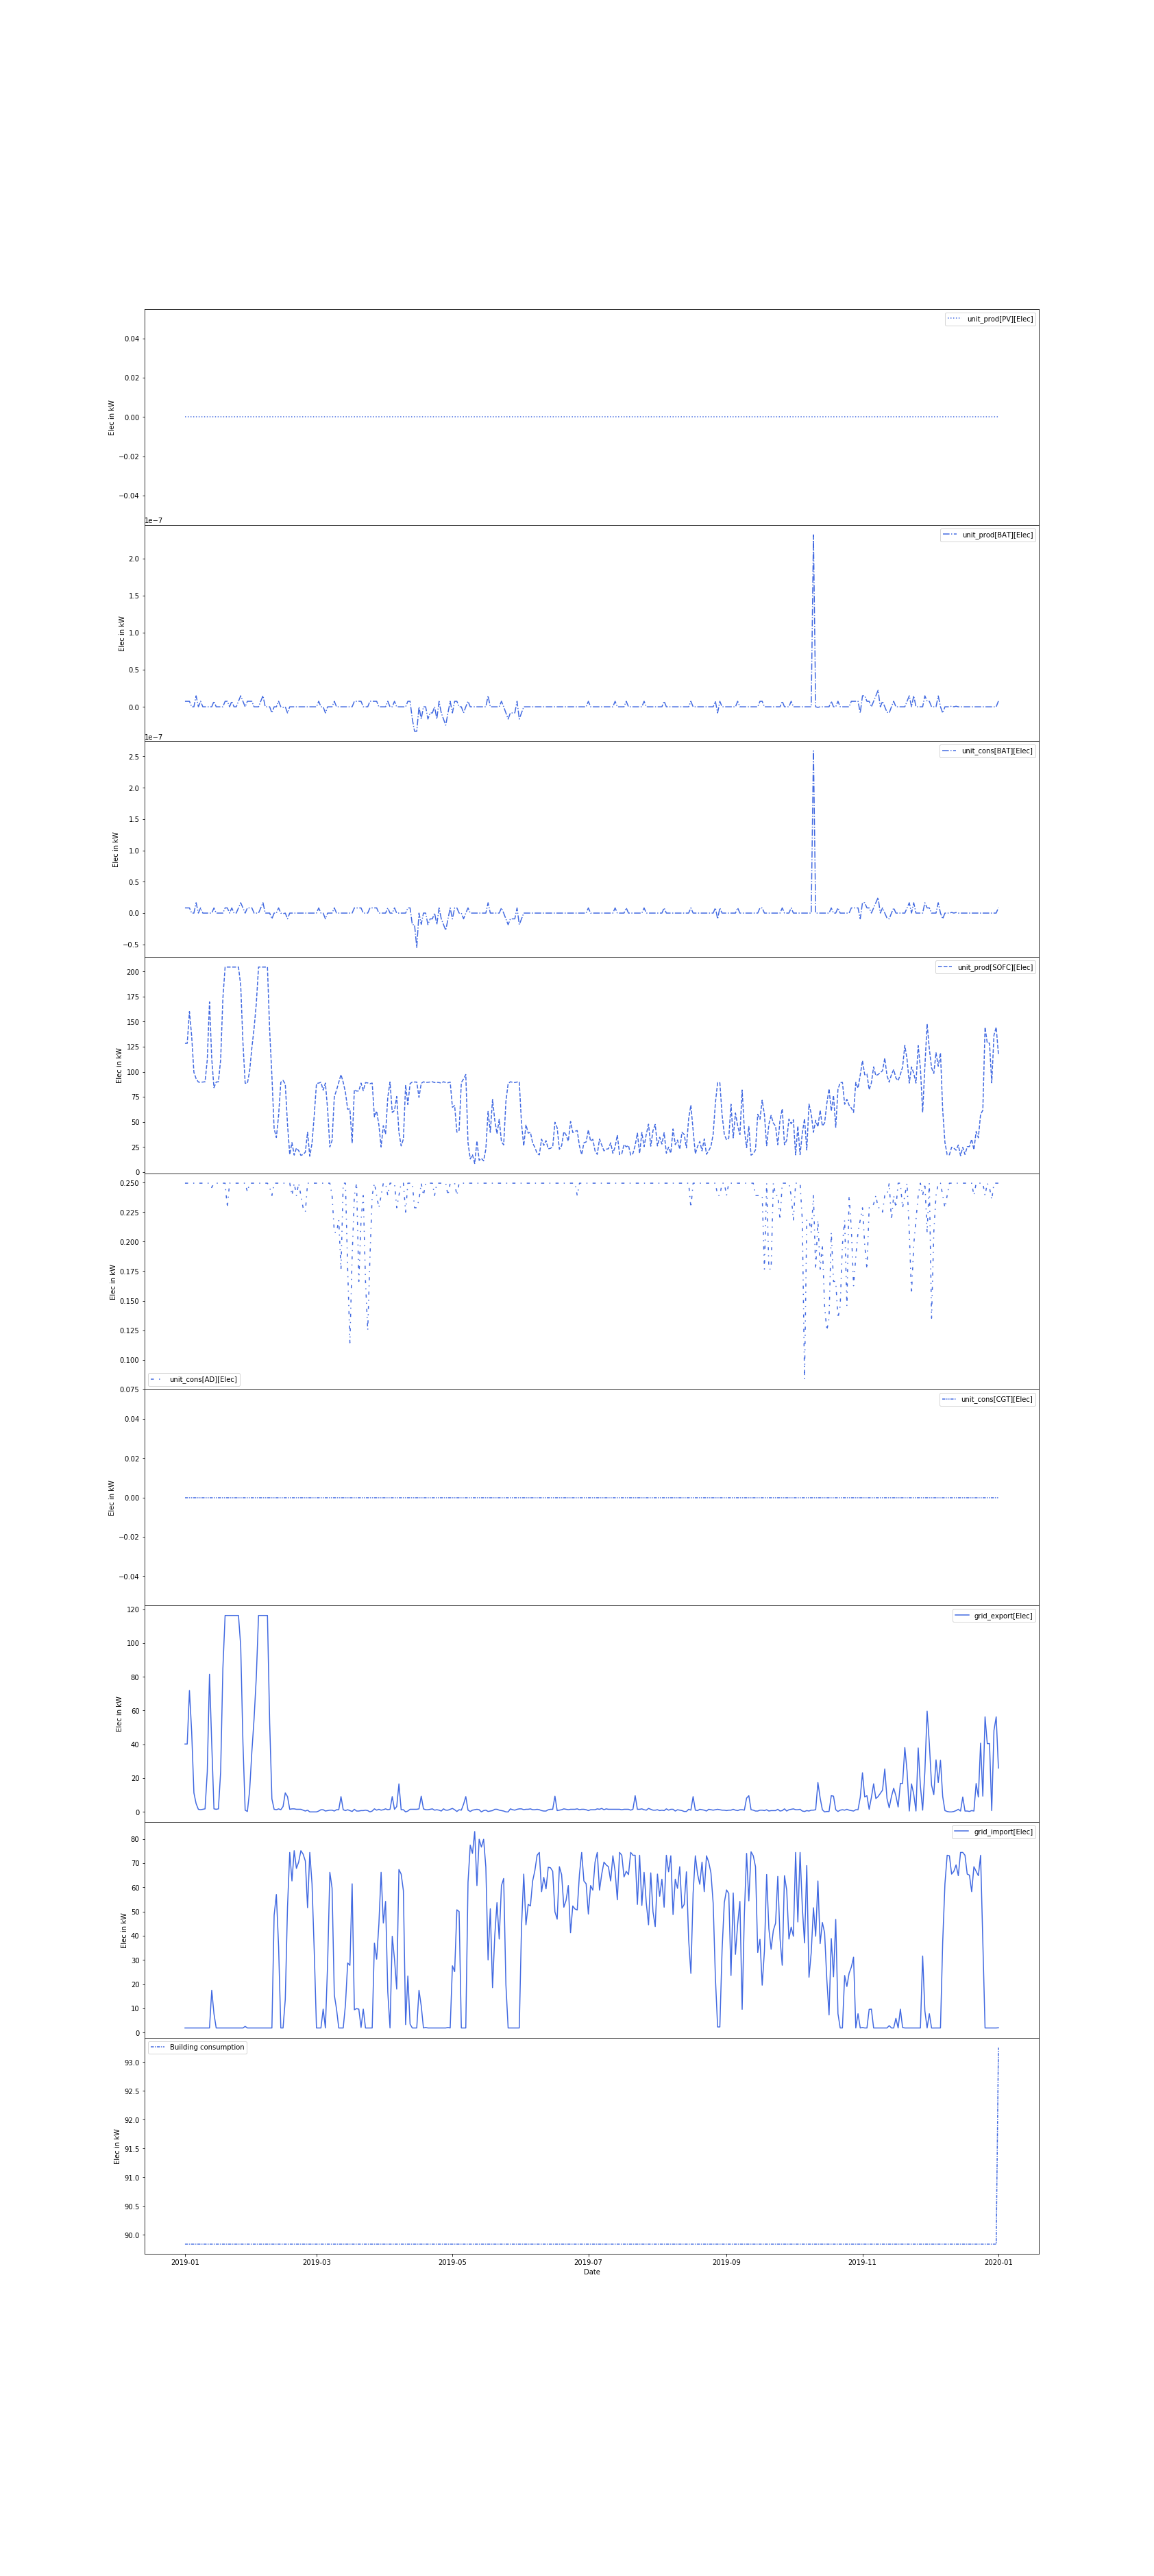 unit_prod[PV][Elec]
0.04
0.02
0.00
−0.02
−0.04
Elec in kW
1e−7
unit_prod[BAT][Elec]
2.0
1.5
1.0
0.5
0.0
Elec in kW
1e−7
unit_cons[BAT][Elec]
2.5
2.0
1.5
1.0
0.5
0.0
−0.5
Elec in kW
unit_prod[SOFC][Elec]
200
175
150
125
100
75
50
25
0
Elec in kW
0.250
0.225
0.200
0.175
0.150
0.125
0.100
0.075
Elec in kW
unit_cons[AD][Elec]
unit_cons[CGT][Elec]
0.04
0.02
0.00
−0.02
−0.04
Elec in kW
grid_export[Elec]
120
100
80
60
40
20
0
Elec in kW
grid_import[Elec]
80
70
60
50
40
30
20
10
0
Elec in kW
Building consumption
93.0
92.5
92.0
91.5
91.0
90.5
90.0
Elec in kW
2019-01 2019-03 2019-05 2019-07 2019-09 2019-11 2020-01
Date